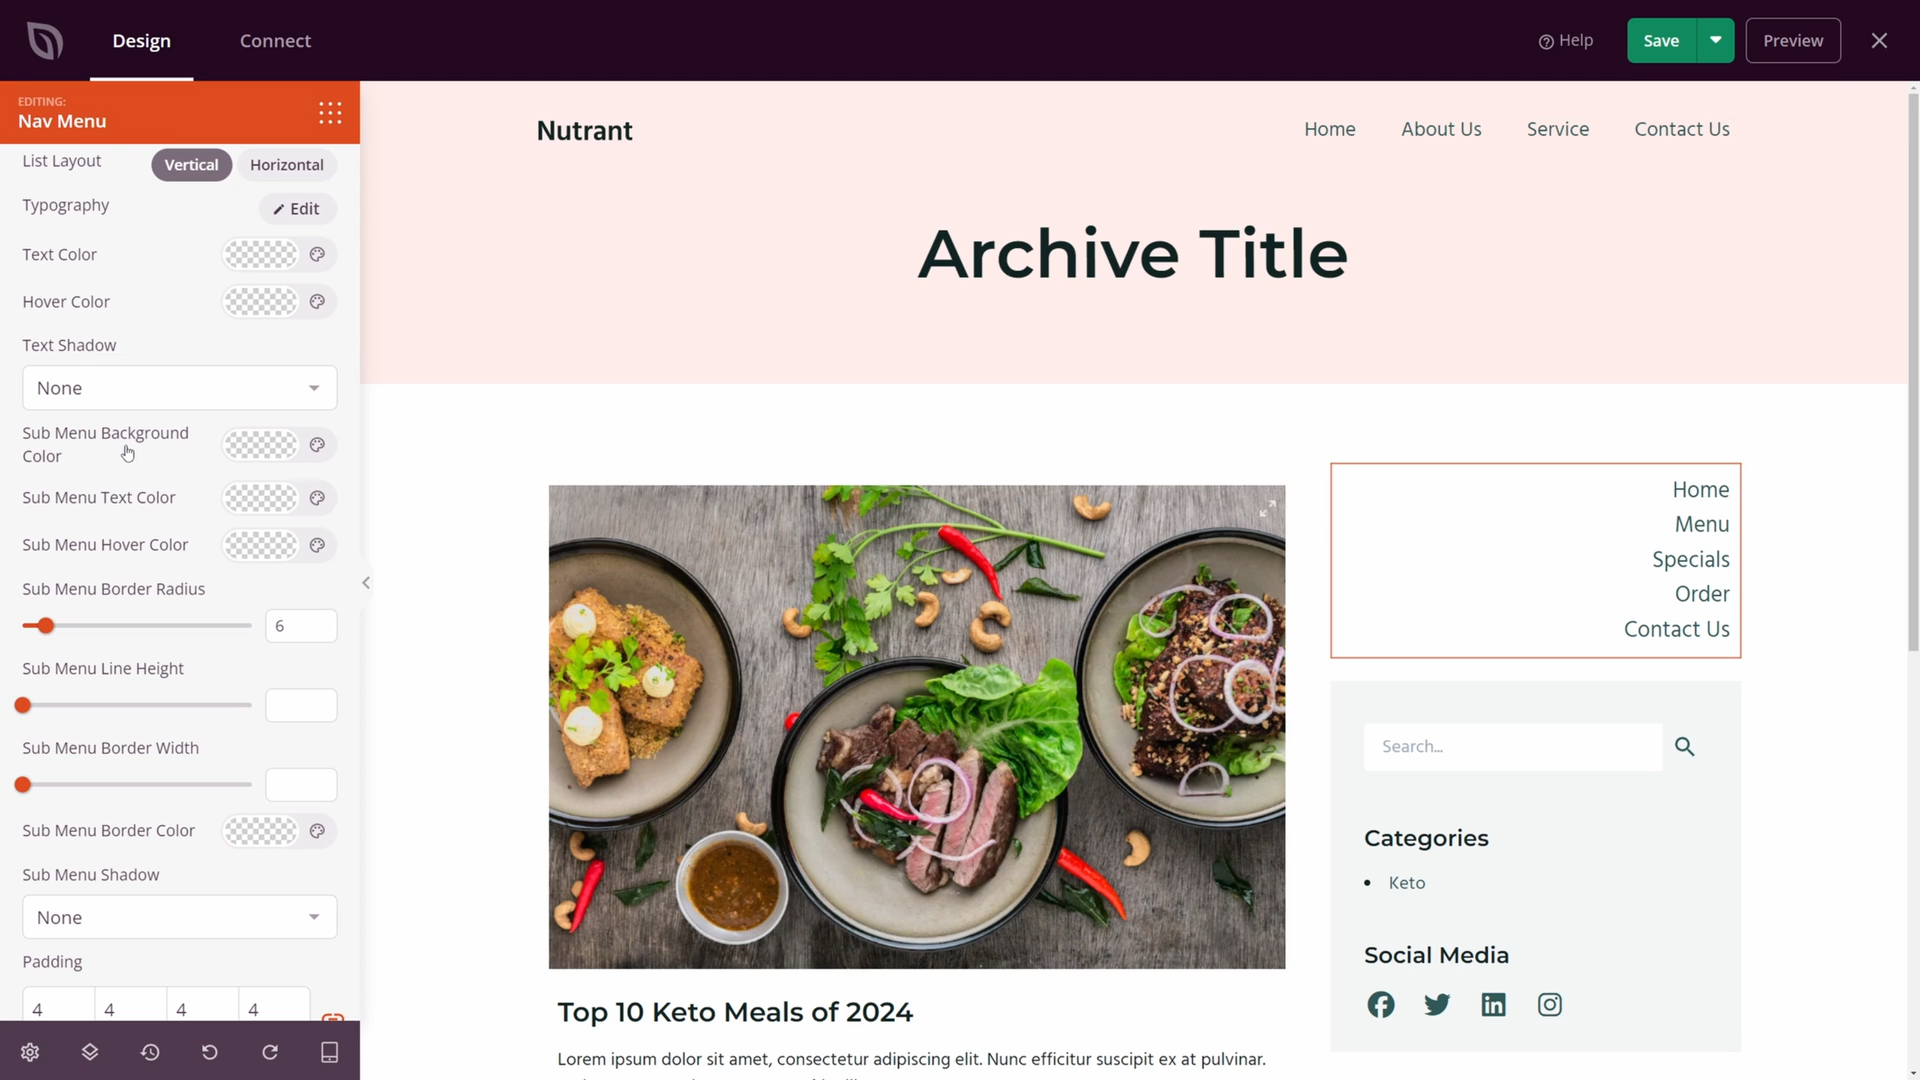 Design
Connect
Help
Save
Preview
EDITING:
Nav Menu
List Layout
Vertical
Horizontal
Typography
Edit
Text Color
Hover Color
Text Shadow
None
Sub Menu Background
Color
Sub Menu Text Color
Sub Menu Hover Color
Sub Menu Border Radius
6
Sub Menu Line Height
Sub Menu Border Width
Sub Menu Border Color
Sub Menu Shadow
None
Padding
4 4 4 4
Nutrant
Home About Us Service Contact Us
Archive Title
Home
Menu
Specials
Order
Contact Us
Search...
Categories
Keto
Social Media
Top 10 Keto Meals of 2024
Lorem ipsum dolor sit amet, consectetur adipiscing elit. Nunc efficitur suscipit ex at pulvinar.